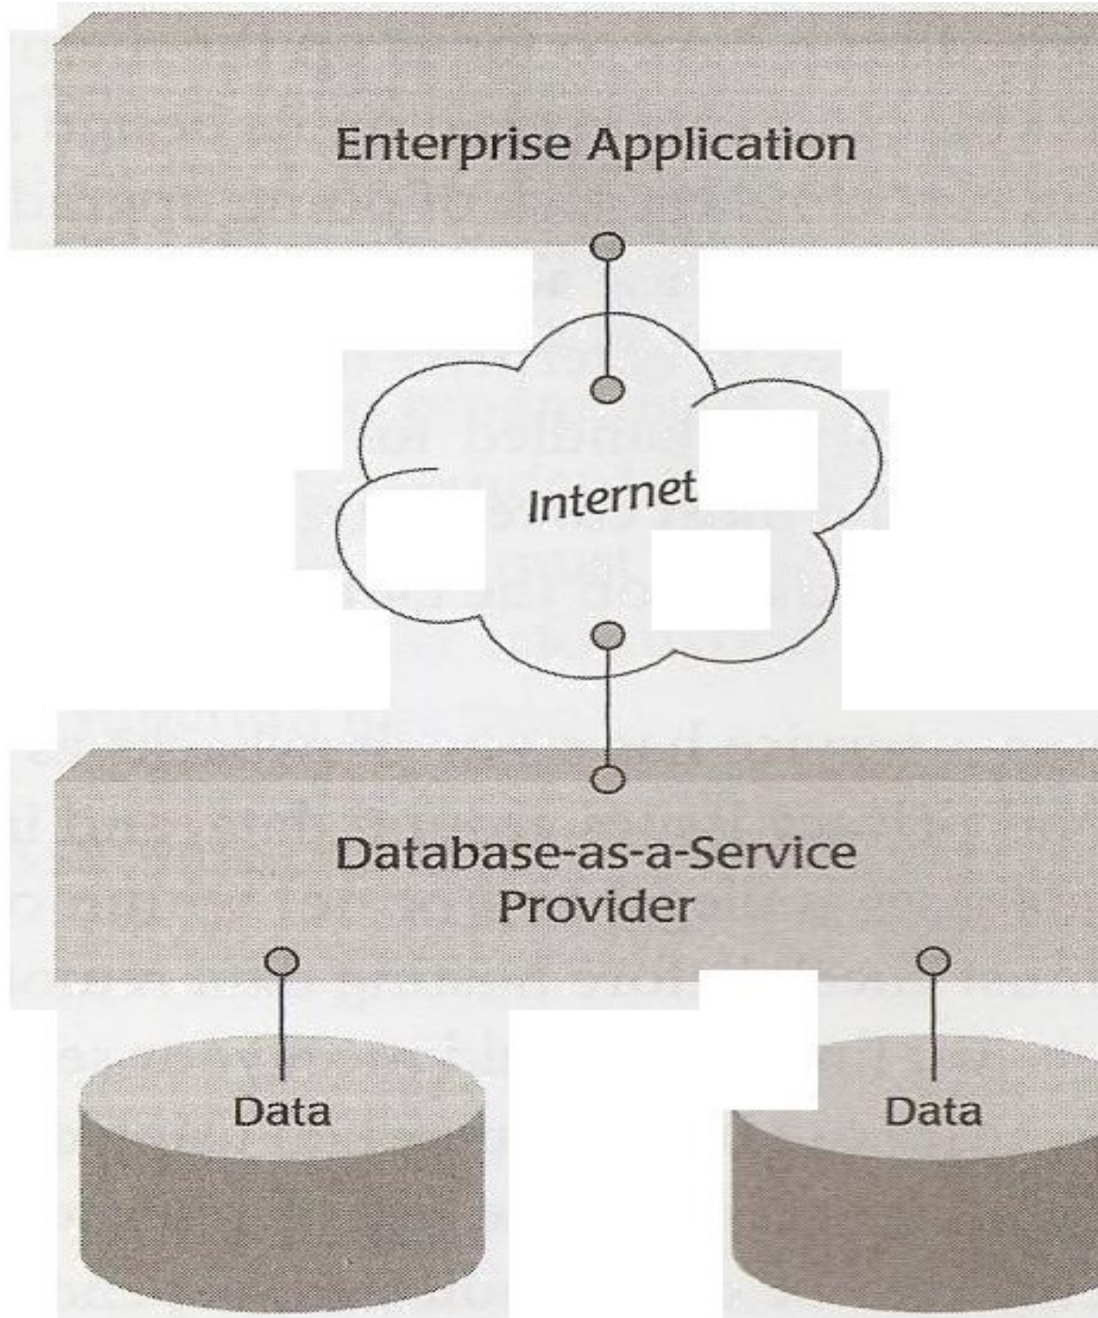 Enterprise Application
Internet
Database-as-a-Service
Provider
Data
Data